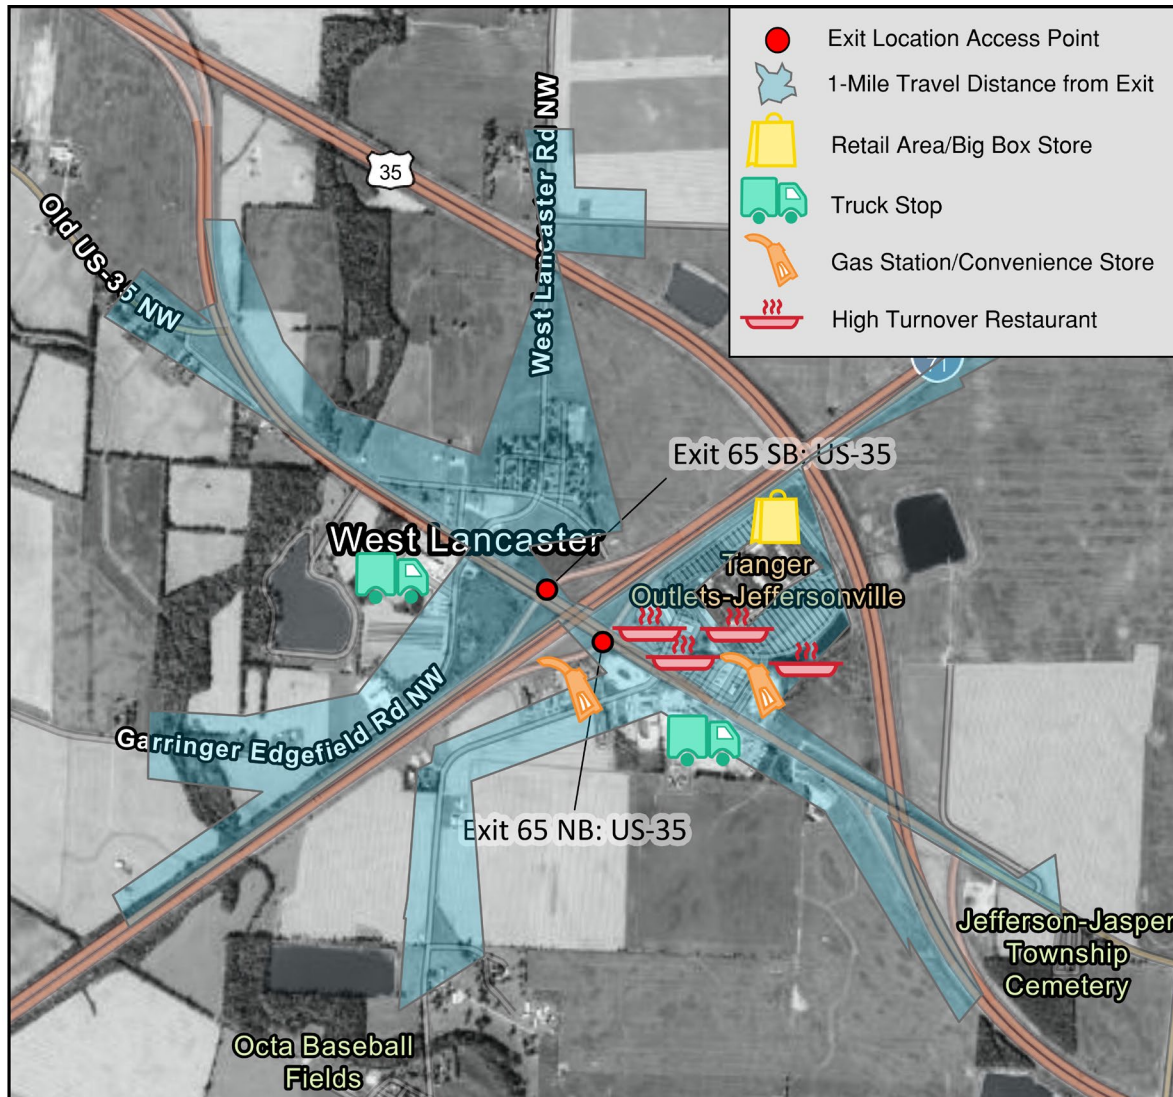 Exit Location Access Point
1-Mile Travel Distance from Exit
Retail Area/Big Box Store
Truck Stop
Gas Station/Convenience Store
High Turnover Restaurant
West Lancaster Rd NW
35
Old US-35 NW
Exit 65 SB: US-35
West Lancaster
Tanger
Outlets-Jeffersonville
Garringer Edgefield Rd NW
Exit 65 NB: US-35
Jefferson-Jasper
Township
Cemetery
Octa Baseball
Fields